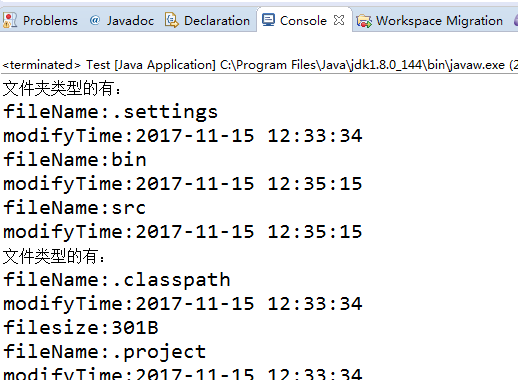 Problems @ Javadoc Declaration Console Workspace Migration
<terminated> Test [Java Application] C:\Program Files\Java\jdk1.8.0_144\bin\javaw.exe (2
文件夹类型的有：
fileName:.settings
modifyTime:2017-11-15 12:33:34
fileName:bin
modifyTime:2017-11-15 12:35:15
fileName:src
modifyTime:2017-11-15 12:35:15
文件类型的有：
fileName:.classpath
modifyTime:2017-11-15 12:33:34
filesize:301B
fileName:.project
modifyTime:2017-11-15 12:33:34